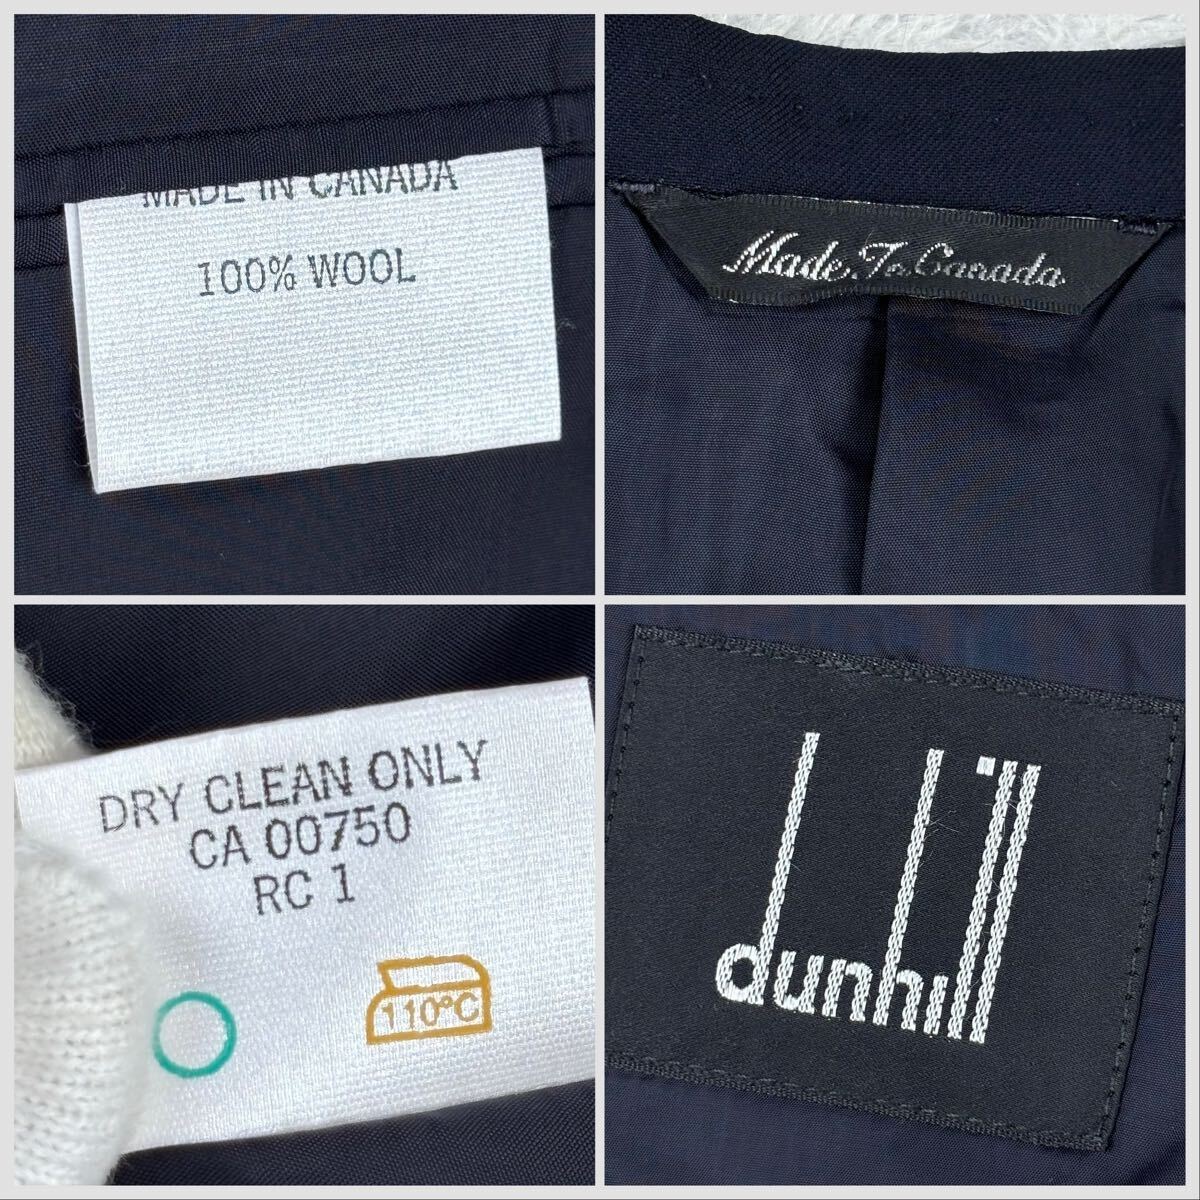 MADE IN CANADA
100% WOOL
Made In Canada
DRY CLEAN ONLY
CA 00750
RC 1
110°C
dunhill